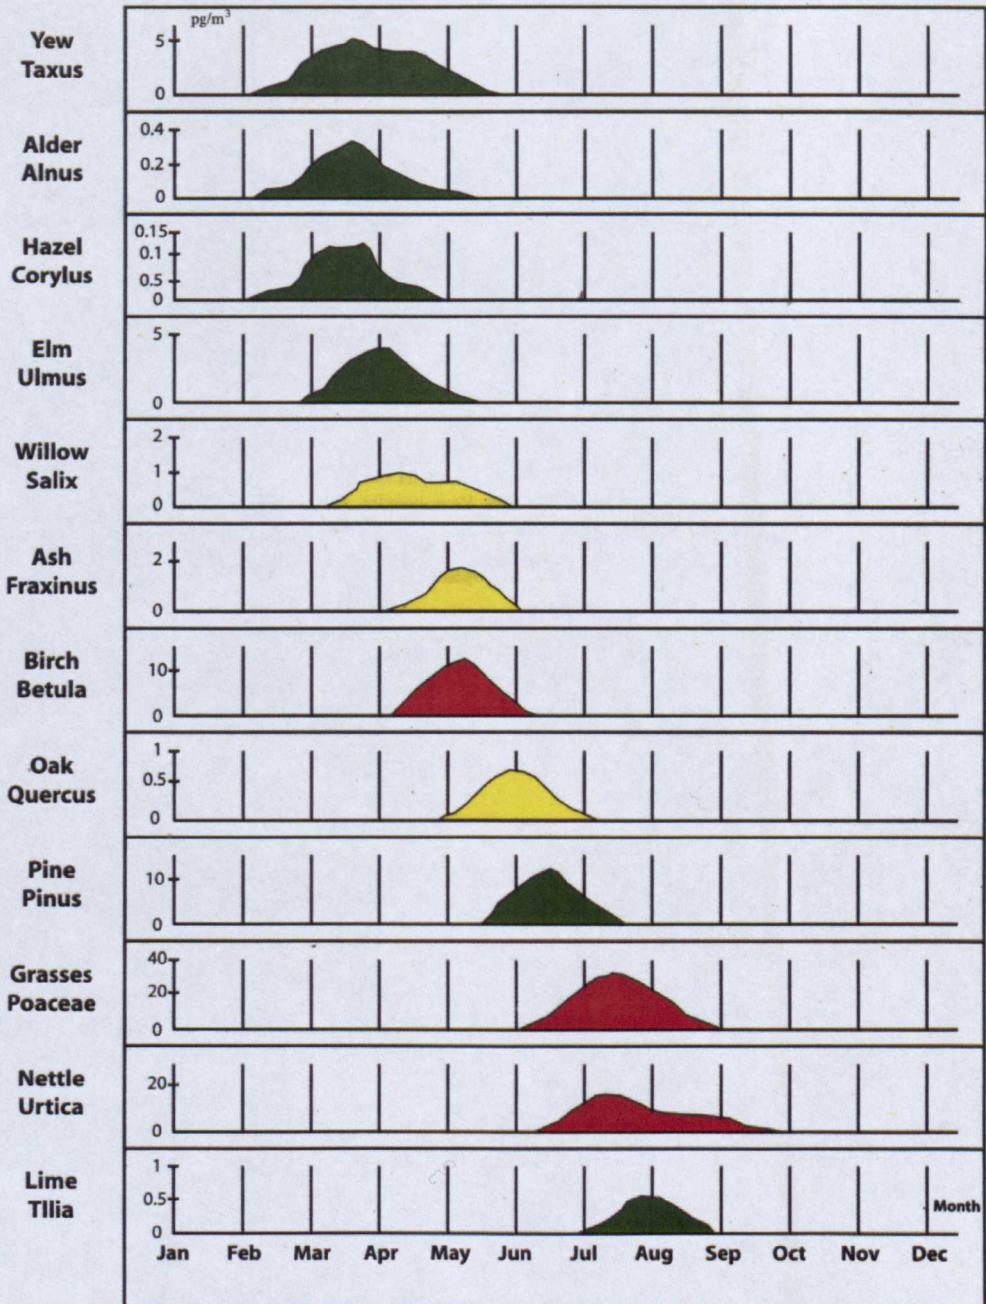 pg/m³
Yew
Taxus
5
0
Alder
Alnus
0.4
0.2
0
Hazel
Corylus
0.15
0.1
0.5
0
Elm
Ulmus
5
0
Willow
Salix
2
1
0
Ash
Fraxinus
2
0
Birch
Betula
10
0
Oak
Quercus
1
0.5
0
Pine
Pinus
10
0
Grasses
Poaceae
40
20
0
Nettle
Urtica
20
0
Lime
Tllia
1
0.5
0
Month
Jan Feb Mar Apr May Jun Jul Aug Sep Oct Nov Dec